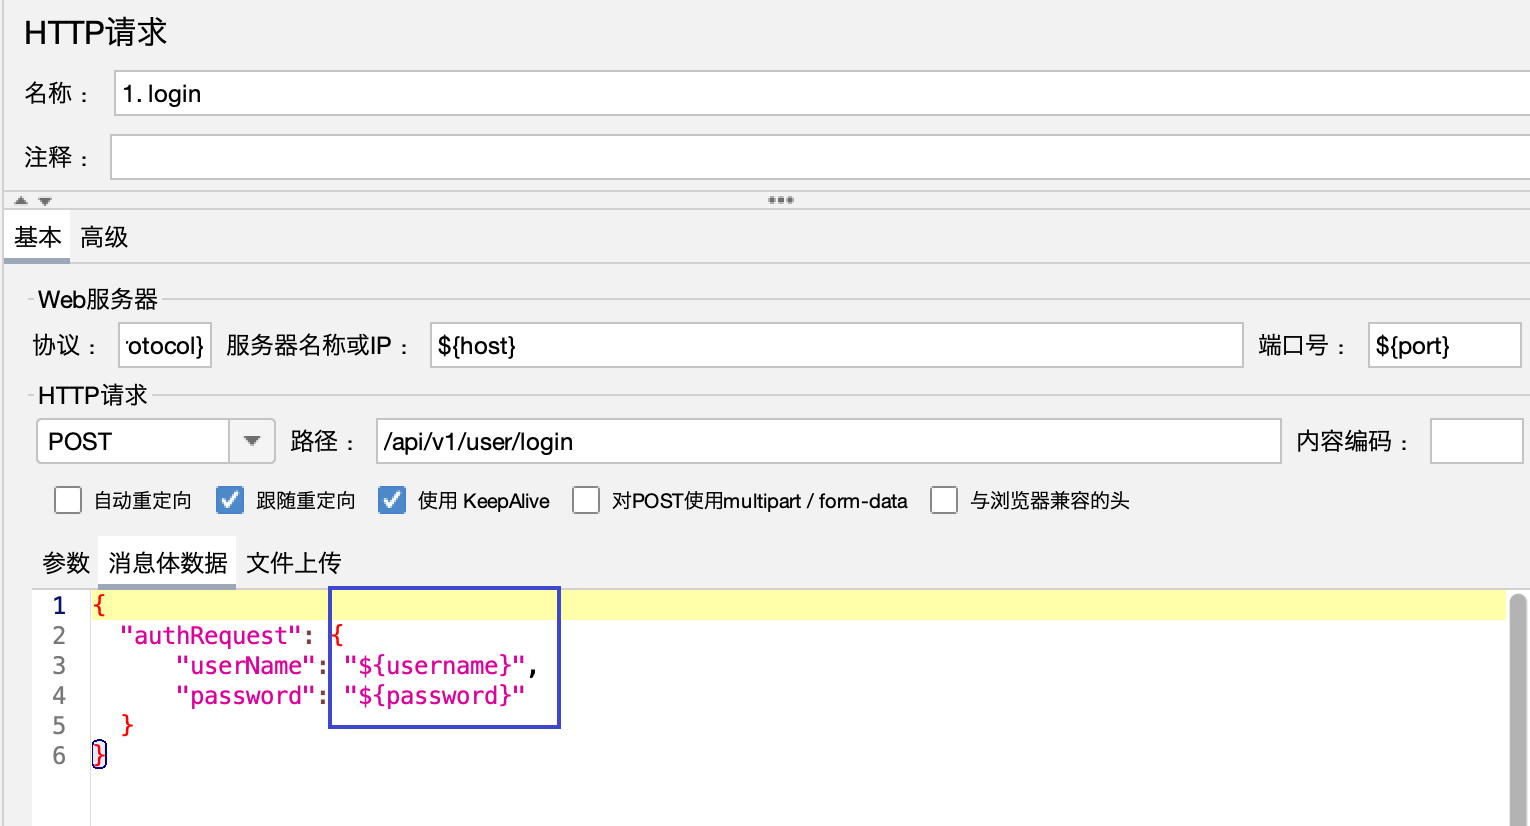 HTTP请求
名称： 1. login
注释：
基本 高级
Web服务器
协议： rotocol} 服务器名称或IP： ${host} 端口号： ${port}
HTTP请求
POST 路径： /api/v1/user/login 内容编码：
自动重定向 跟随重定向 使用 KeepAlive 对POST使用multipart / form-data 与浏览器兼容的头
参数 消息体数据 文件上传
1 {
2 "authRequest": {
3 "userName": "${username}",
4 "password": "${password}"
5 }
6 }